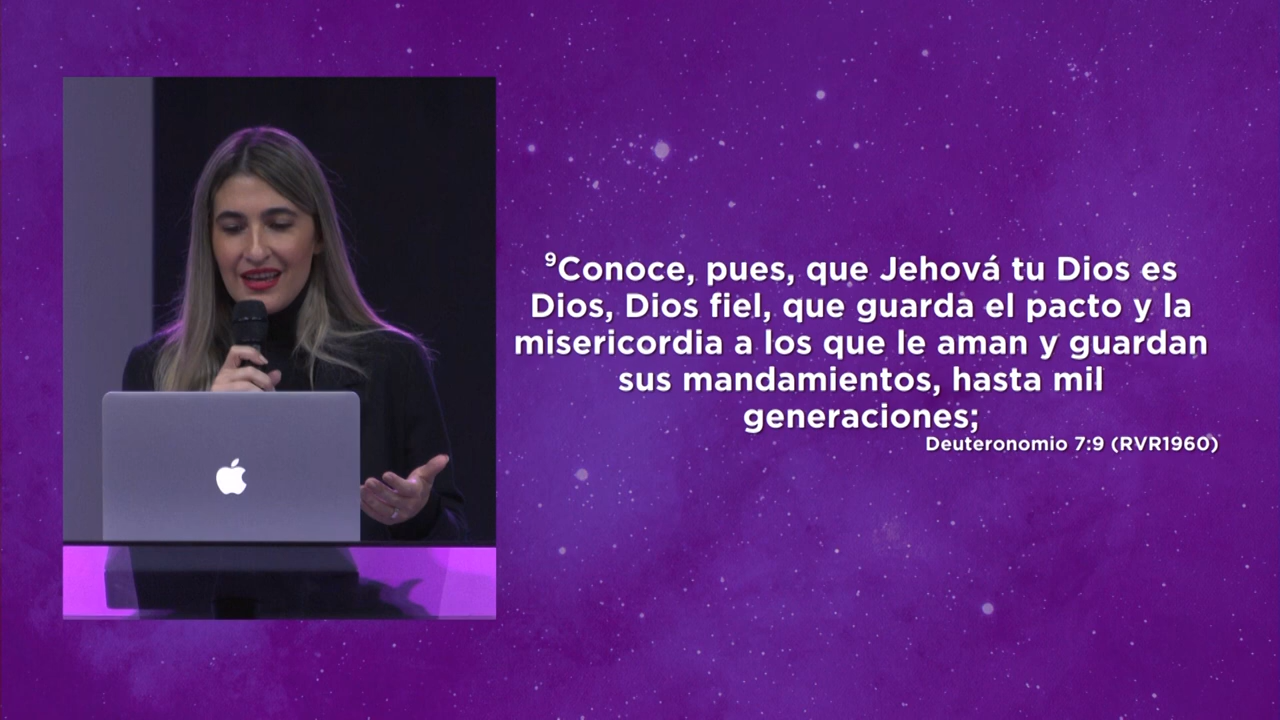 ⁹Conoce, pues, que Jehová tu Dios es
Dios, Dios fiel, que guarda el pacto y la
misericordia a los que le aman y guardan
sus mandamientos, hasta mil
generaciones;
Deuteronomio 7:9 (RVR1960)